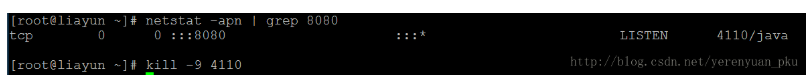 [root@liayun ~]# netstat -apn | grep 8080
tcp 0 0 :::8080 :::* LISTEN 4110/java
[root@liayun ~]# kill -9 4110
http://blog.csdn.net/yerenyuan_pku